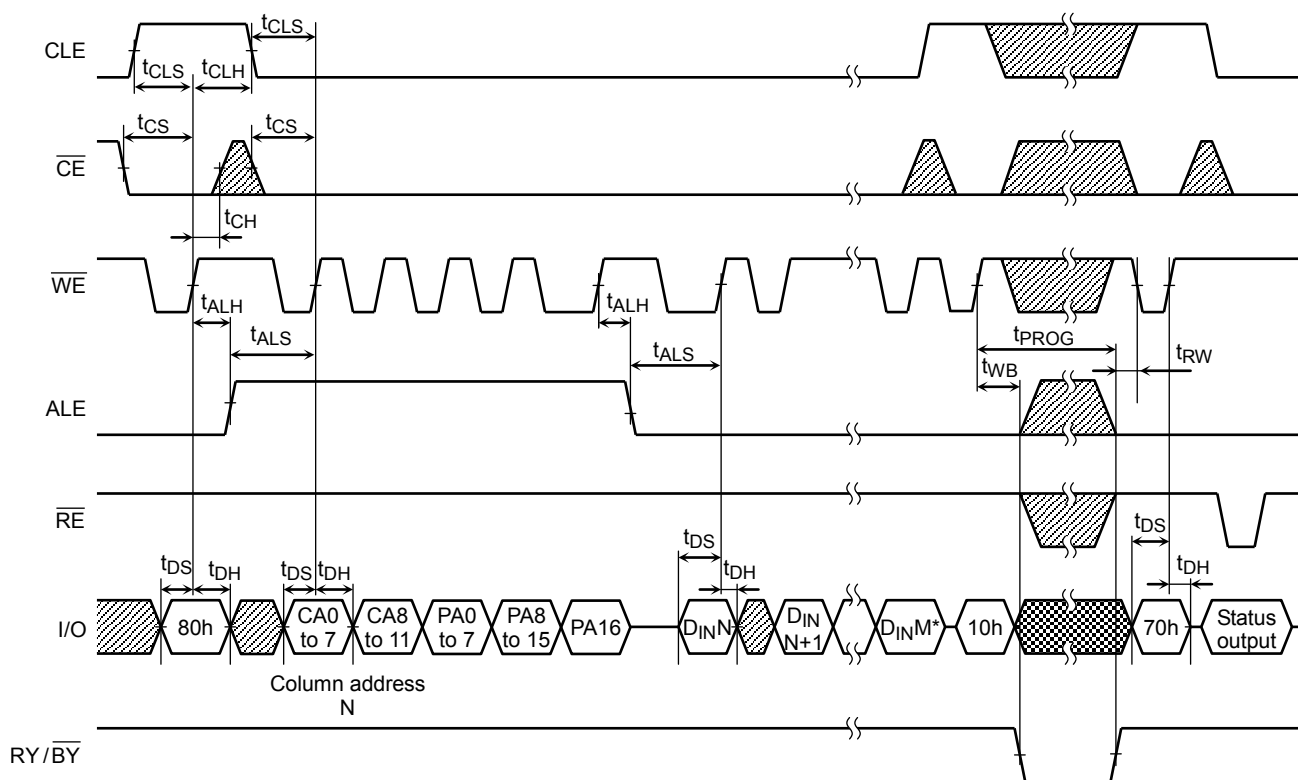 CLE
tCLS
tCLS
tCLH
CE
tCS
tCS
tCH
WE
tALH
tALS
tALH
tALS
tPROG
tWB
tRW
ALE
RE
tDS
tDH
tDS
tDH
tDS
tDH
tDS
tDH
I/O
80h
CA0
to 7
CA8
to 11
PA0
to 7
PA8
to 15
PA16
DINN
DIN
N+1
DINM*
10h
70h
Status
output
Column address
N
RY/BY